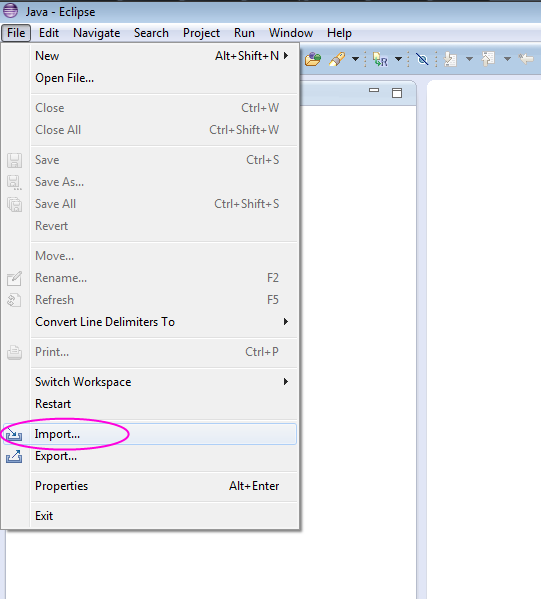 Java - Eclipse
File Edit Navigate Search Project Run Window Help
New Alt+Shift+N
Open File...
Close Ctrl+W
Close All Ctrl+Shift+W
Save Ctrl+S
Save As...
Save All Ctrl+Shift+S
Revert
Move...
Rename... F2
Refresh F5
Convert Line Delimiters To
Print... Ctrl+P
Switch Workspace
Restart
Import...
Export...
Properties Alt+Enter
Exit